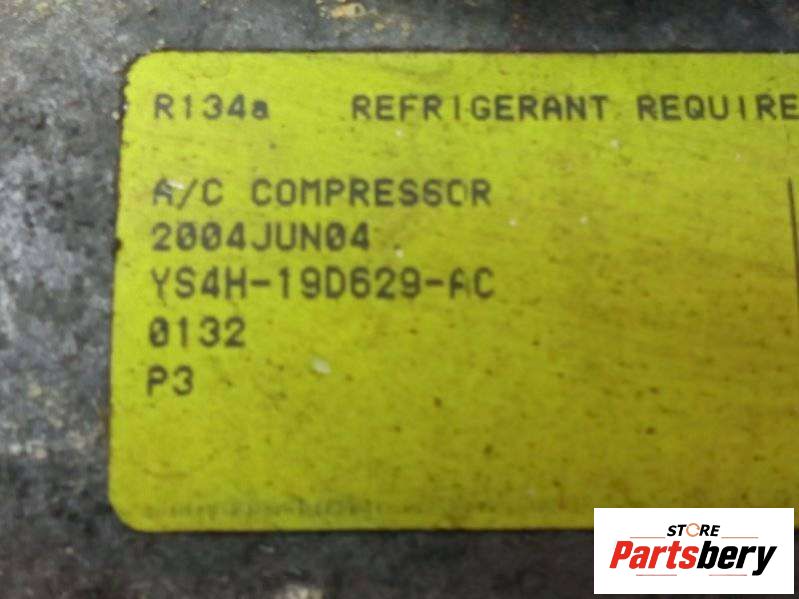 R134a REFRIGERANT REQUIRE
A/C COMPRESSOR
2004JUN04
YS4H-19D629-AC
0132
P3
STORE
Partsbery